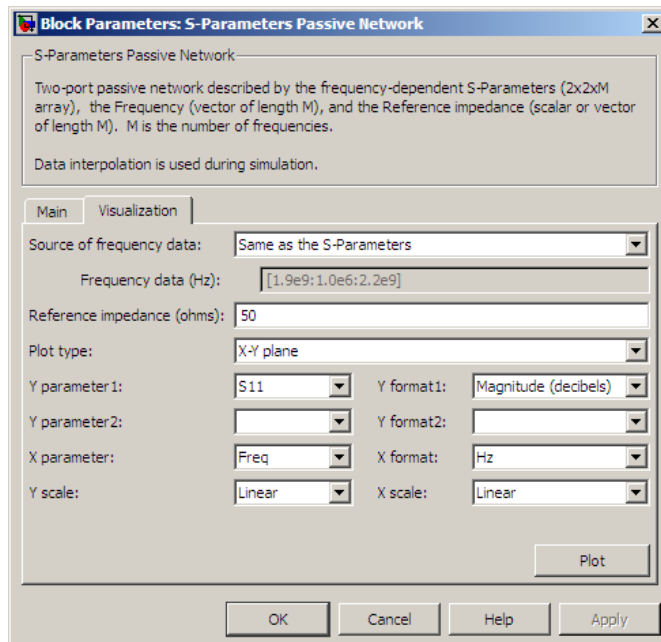 Block Parameters: S-Parameters Passive Network
S-Parameters Passive Network
Two-port passive network described by the frequency-dependent S-Parameters (2x2xM
array), the Frequency (vector of length M), and the Reference impedance (scalar or vector
of length M). M is the number of frequencies.
Data interpolation is used during simulation.
Main Visualization
Source of frequency data: Same as the S-Parameters
Frequency data (Hz): [1.9e9:1.0e6:2.2e9]
Reference impedance (ohms): 50
Plot type: X-Y plane
Y parameter1: S11 Y format1: Magnitude (decibels)
Y parameter2: Y format2:
X parameter: Freq X format: Hz
Y scale: Linear X scale: Linear
Plot
OK Cancel Help Apply